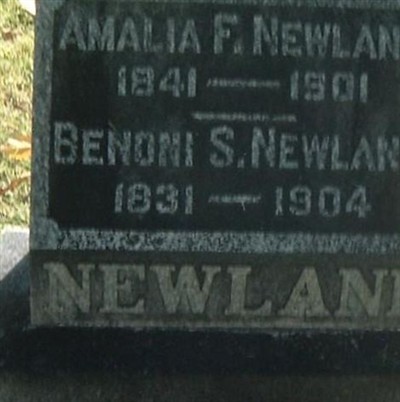 AMALIA F. NEWLAN
1841 — 1901
BENONI S. NEWLAN
1831 — 1904
NEWLAN